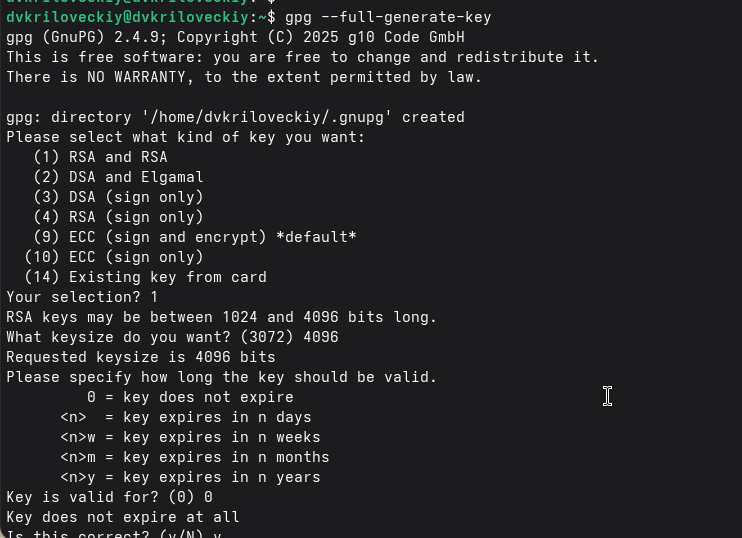 dvkriloveckiy@dvkriloveckiy:~$
dvkriloveckiy@dvkriloveckiy:~$ gpg --full-generate-key
gpg (GnuPG) 2.4.9; Copyright (C) 2025 g10 Code GmbH
This is free software: you are free to change and redistribute it.
There is NO WARRANTY, to the extent permitted by law.

gpg: directory '/home/dvkriloveckiy/.gnupg' created
Please select what kind of key you want:
   (1) RSA and RSA
   (2) DSA and Elgamal
   (3) DSA (sign only)
   (4) RSA (sign only)
   (9) ECC (sign and encrypt) *default*
  (10) ECC (sign only)
  (14) Existing key from card
Your selection? 1
RSA keys may be between 1024 and 4096 bits long.
What keysize do you want? (3072) 4096
Requested keysize is 4096 bits
Please specify how long the key should be valid.
         0 = key does not expire
      <n>  = key expires in n days
      <n>w = key expires in n weeks
      <n>m = key expires in n months
      <n>y = key expires in n years
Key is valid for? (0) 0
Key does not expire at all
Is this correct? (y/N) y